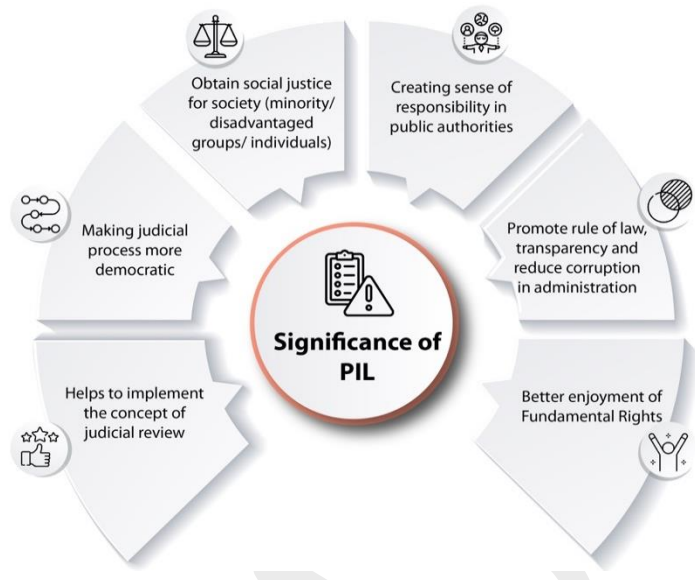 Obtain social justice
for society (minority/
disadvantaged
groups/ individuals)
Creating sense of
responsibility in
public authorities
Making judicial
process more
democratic
Promote rule of law,
transparency and
reduce corruption
in administration
Significance of
PIL
Helps to implement
the concept of
judicial review
Better enjoyment of
Fundamental Rights